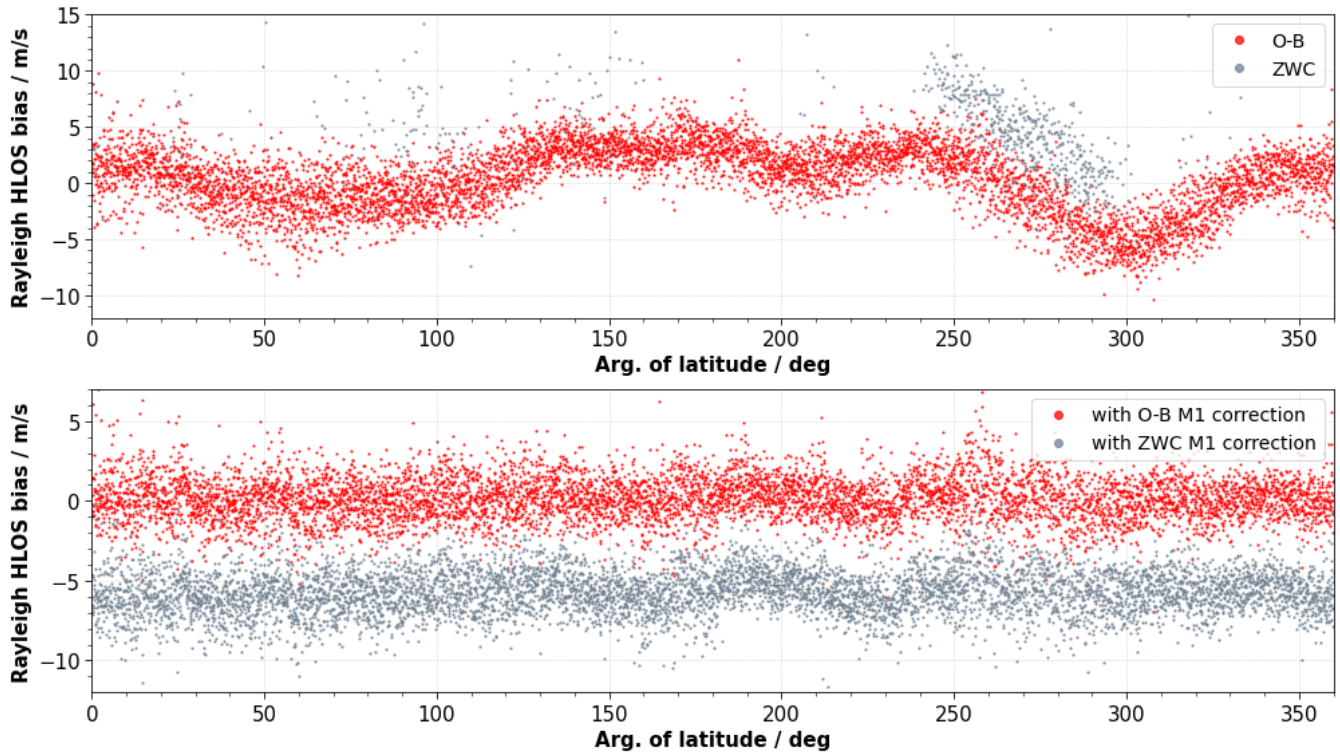 Rayleigh HLOS bias / m/s
15
10
5
0
−5
−10
O-B
ZWC
0 50 100 150 200 250 300 350
Arg. of latitude / deg
Rayleigh HLOS bias / m/s
5
0
−5
−10
with O-B M1 correction
with ZWC M1 correction
0 50 100 150 200 250 300 350
Arg. of latitude / deg